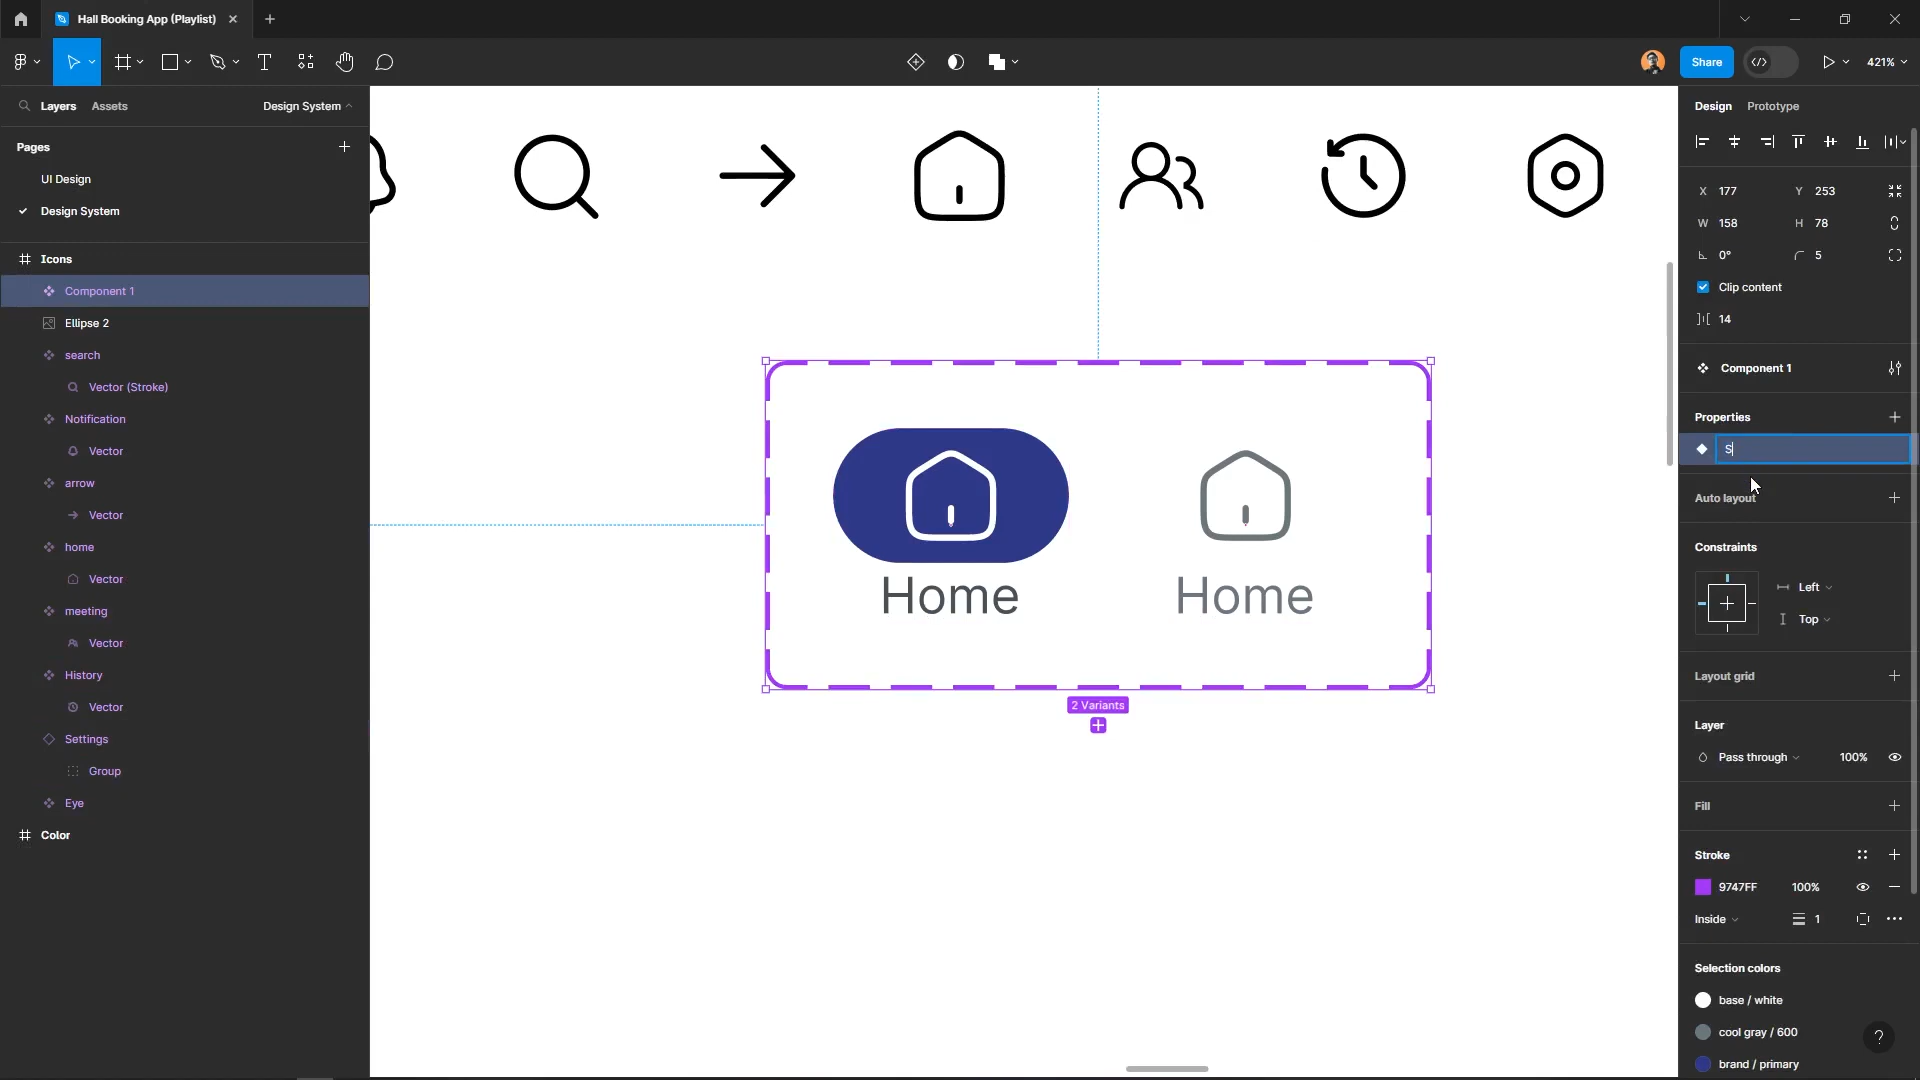 Hall Booking App (Playlist)
Share
421%
Layers
Assets
Design System
Pages
UI Design
Design System
Icons
Component 1
Ellipse 2
search
Vector (Stroke)
Notification
Vector
arrow
Vector
home
Vector
meeting
Vector
History
Vector
Settings
Group
Eye
Color
Home
Home
2 Variants
Design
Prototype
X 177
Y 253
W 158
H 78
0°
5
Clip content
14
Component 1
Properties
S
Auto layout
Constraints
Left
Top
Layout grid
Layer
Pass through
100%
Fill
Stroke
9747FF
100%
Inside
1
Selection colors
base / white
cool gray / 600
brand / primary
?